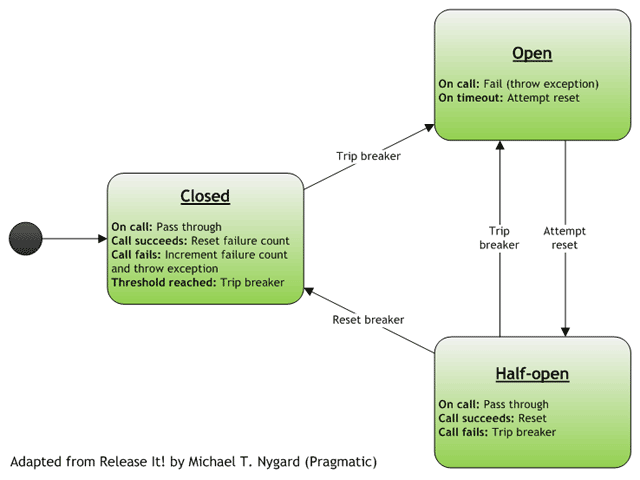 Open
On call: Fail (throw exception)
On timeout: Attempt reset
Trip breaker
Closed
On call: Pass through
Call succeeds: Reset failure count
Call fails: Increment failure count
and throw exception
Threshold reached: Trip breaker
Trip
breaker
Attempt
reset
Reset breaker
Half-open
On call: Pass through
Call succeeds: Reset
Call fails: Trip breaker
Adapted from Release It! by Michael T. Nygard (Pragmatic)